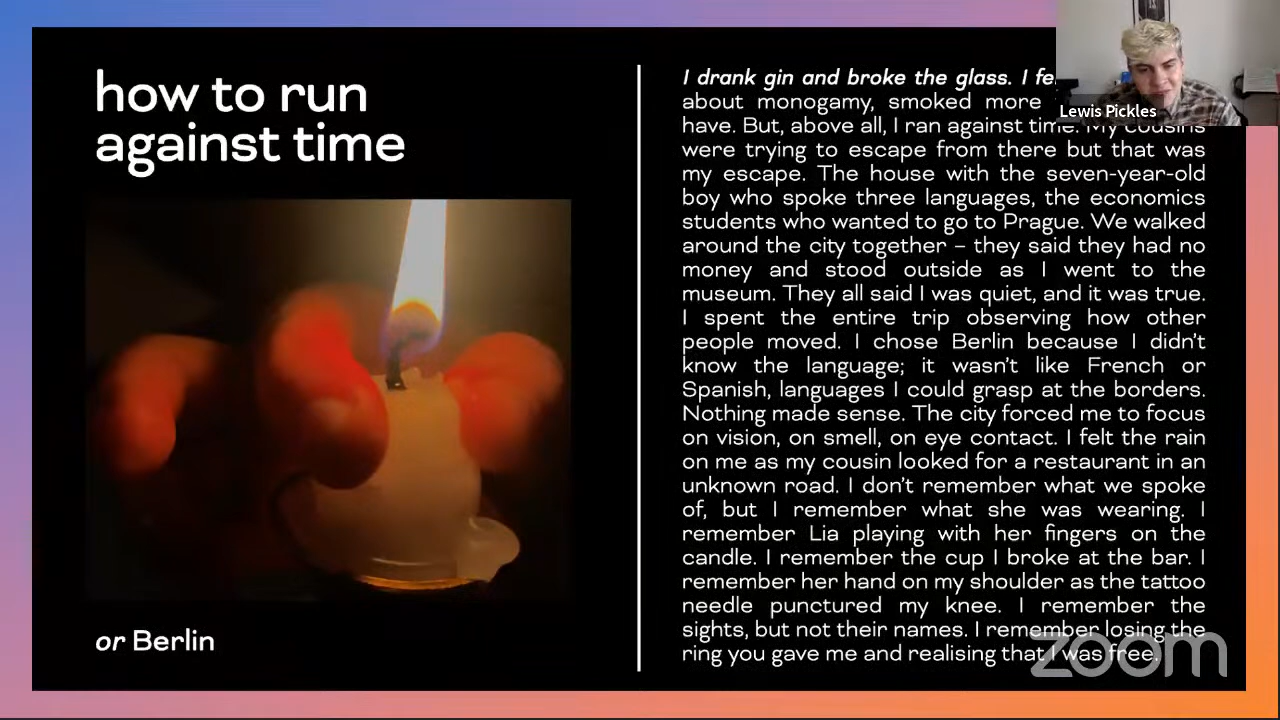 how to run
against time
or Berlin
I drank gin and broke the glass. I
about monogamy, smoked more
have. But, above all, I ran against time. My cousins
were trying to escape from there but that was
my escape. The house with the seven-year-old
boy who spoke three languages, the economics
students who wanted to go to Prague. We walked
around the city together – they said they had no
money and stood outside as I went to the
museum. They all said I was quiet, and it was true.
I spent the entire trip observing how other
people moved. I chose Berlin because I didn't
know the language; it wasn't like French or
Spanish, languages I could grasp at the borders.
Nothing made sense. The city forced me to focus
on vision, on smell, on eye contact. I felt the rain
on me as my cousin looked for a restaurant in an
unknown road. I don't remember what we spoke
of, but I remember what she was wearing. I
remember Lia playing with her fingers on the
candle. I remember the cup I broke at the bar. I
remember her hand on my shoulder as the tattoo
needle punctured my knee. I remember the
sights, but not their names. I remember losing the
ring you gave me and realising that I was free.
Lewis Pickles
zoom